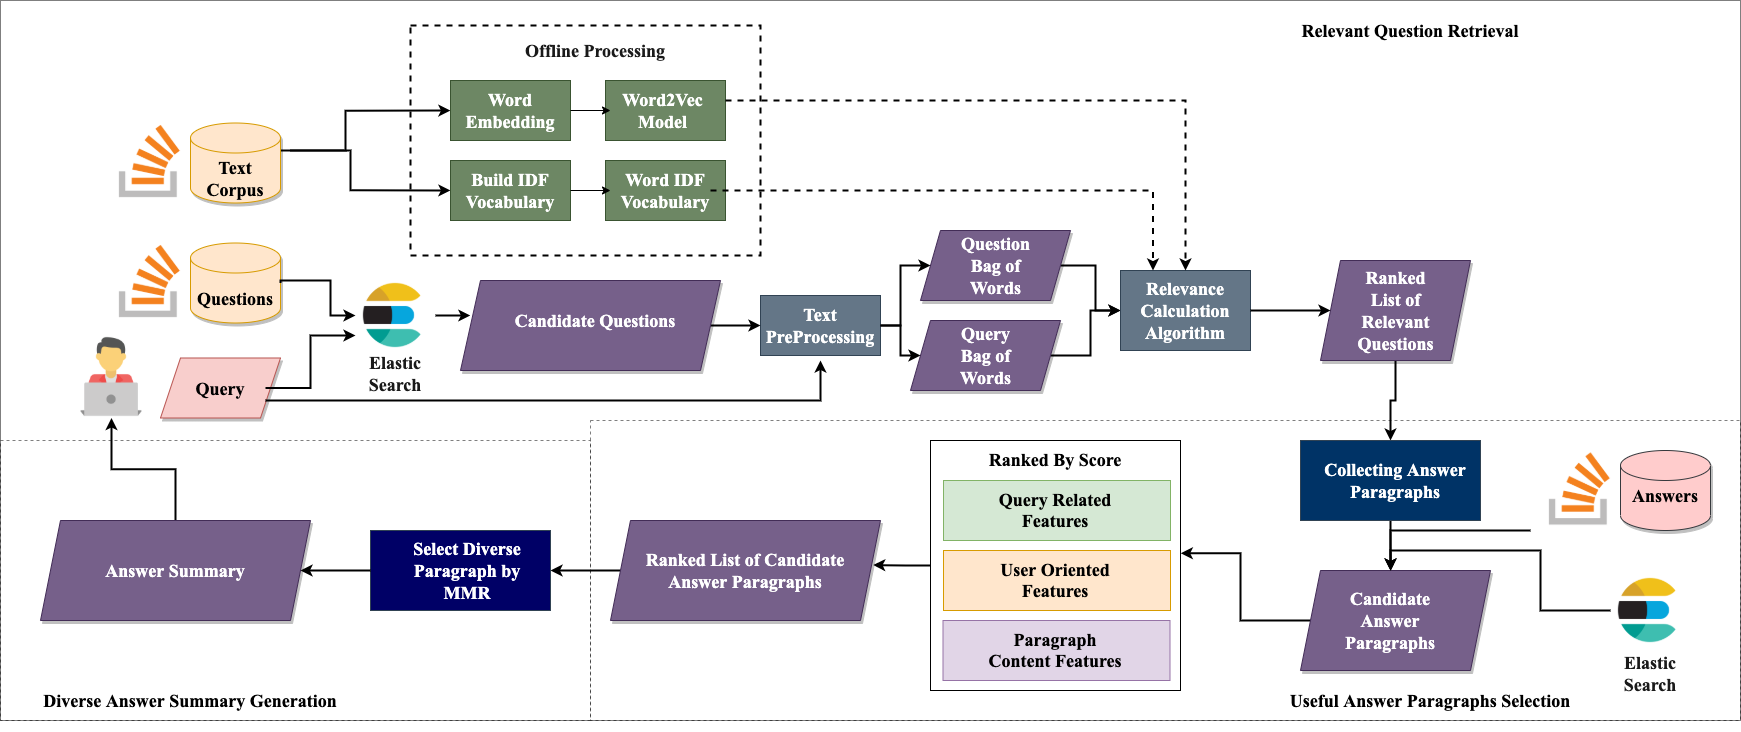 Relevant Question Retrieval
Offline Processing
Word
Embedding
Word2Vec
Model
Text
Corpus
Build IDF
Vocabulary
Word IDF
Vocabulary
Questions
Elastic
Search
Query
Candidate Questions
Text
PreProcessing
Question
Bag of
Words
Query
Bag of
Words
Relevance
Calculation
Algorithm
Ranked
List of
Relevant
Questions
Collecting Answer
Paragraphs
Answers
Candidate
Answer
Paragraphs
Elastic
Search
Useful Answer Paragraphs Selection
Ranked By Score
Query Related
Features
User Oriented
Features
Paragraph
Content Features
Ranked List of Candidate
Answer Paragraphs
Select Diverse
Paragraph by
MMR
Answer Summary
Diverse Answer Summary Generation